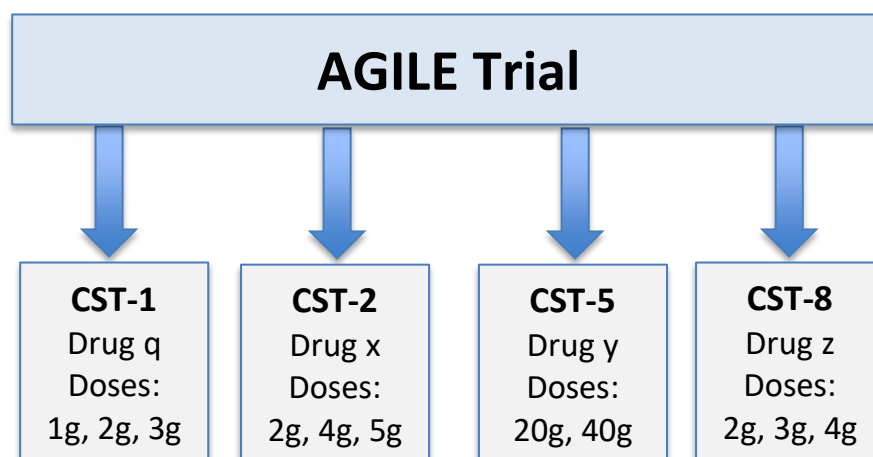 AGILE Trial
CST-1
Drug q
Doses:
1g, 2g, 3g
CST-2
Drug x
Doses:
2g, 4g, 5g
CST-5
Drug y
Doses:
20g, 40g
CST-8
Drug z
Doses:
2g, 3g, 4g